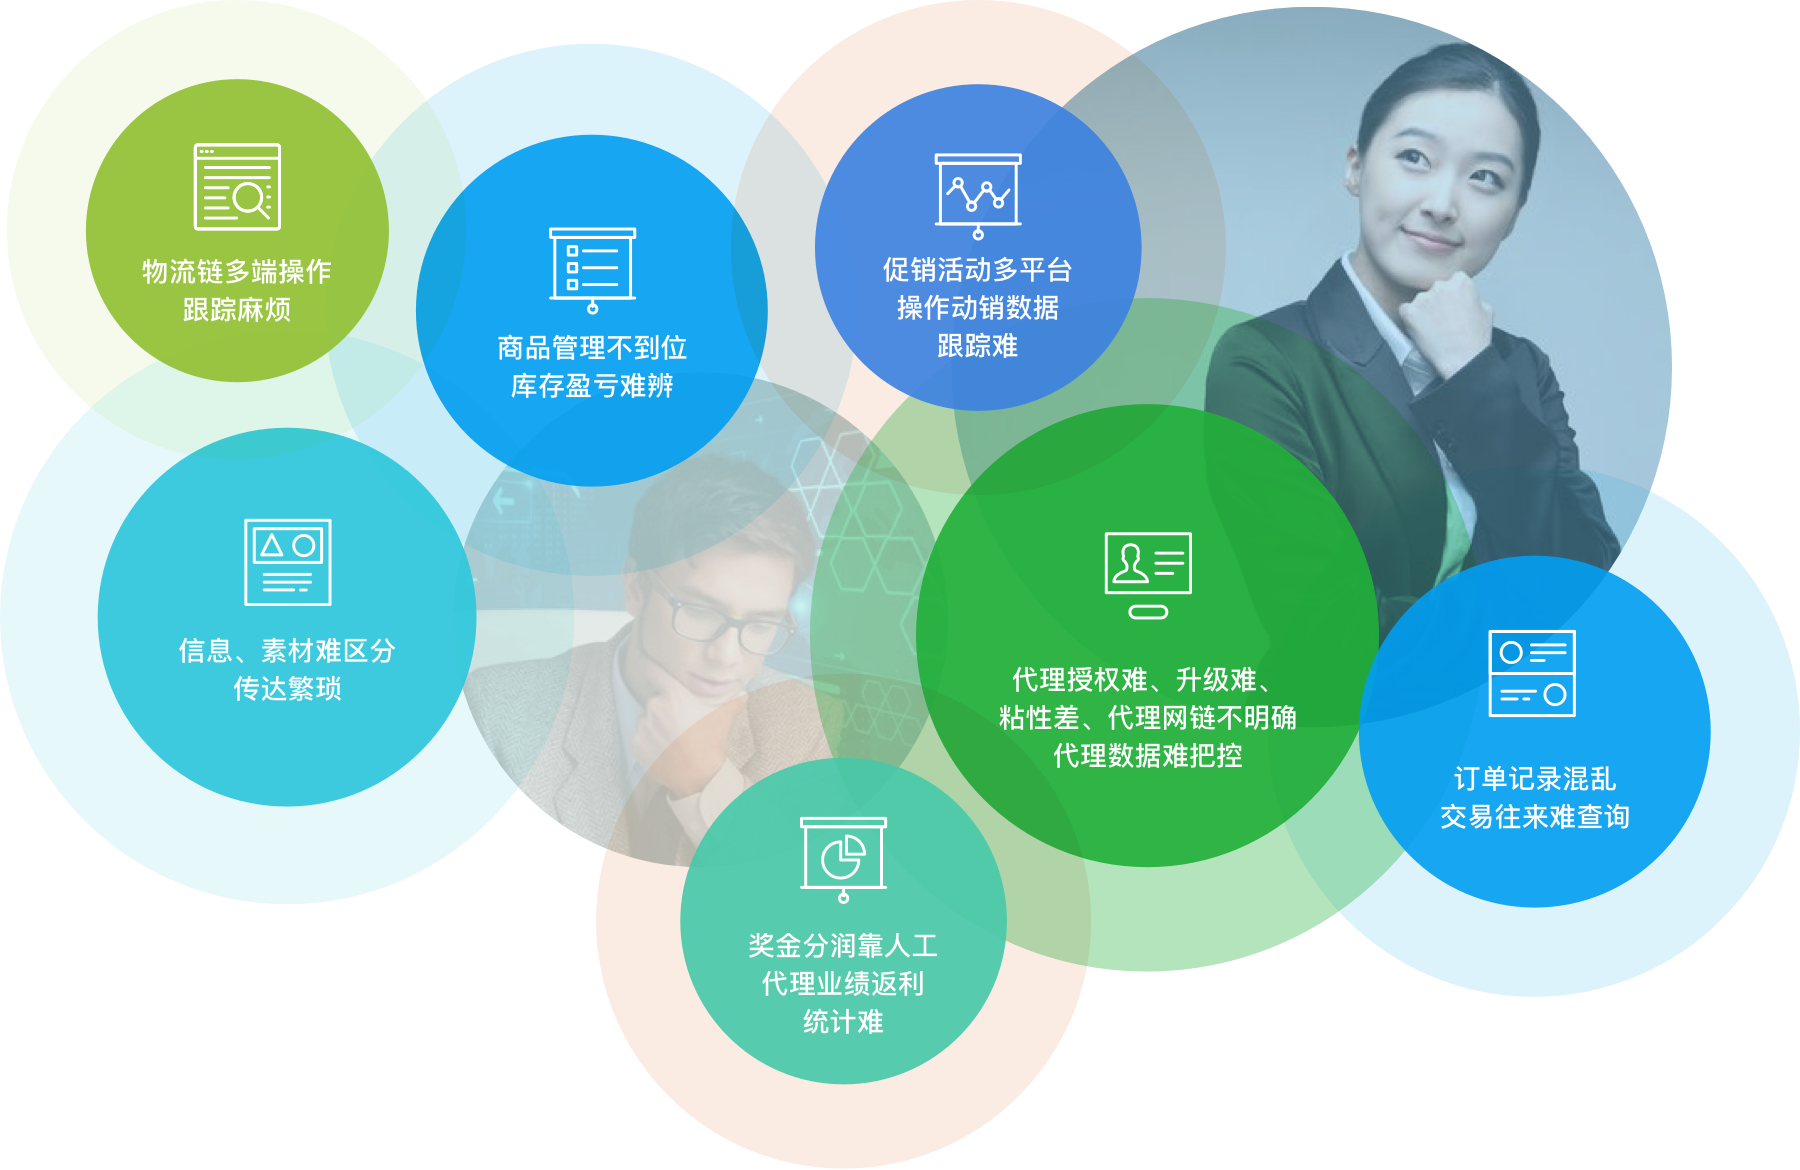 物流链多端操作
跟踪麻烦
商品管理不到位
库存盈亏难辨
促销活动多平台
操作动销数据
跟踪难
信息、素材难区分
传达繁琐
代理授权难、升级难、
粘性差、代理网链不明确
代理数据难把控
订单记录混乱
交易往来难查询
奖金分润靠人工
代理业绩返利
统计难